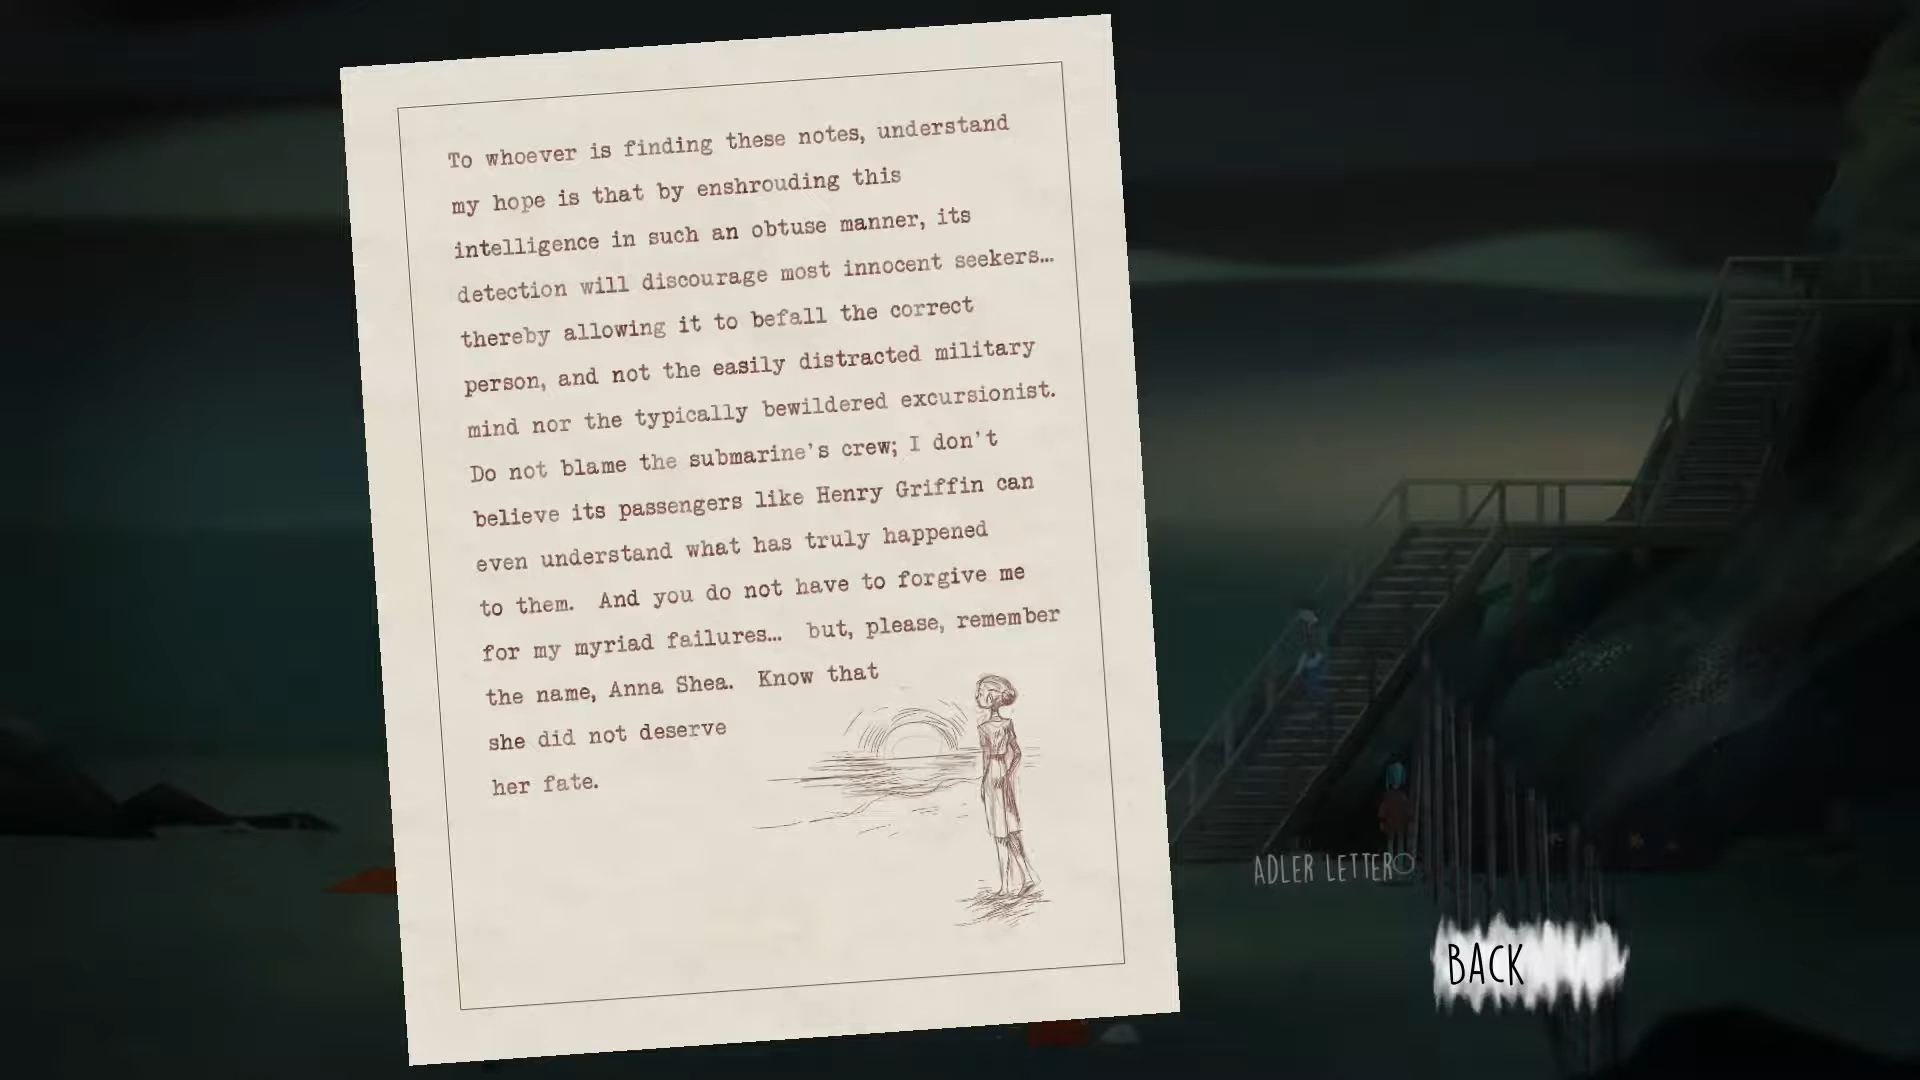 To whoever is finding these notes, understand
my hope is that by enshrouding this
intelligence in such an obtuse manner, its
detection will discourage most innocent seekers…
thereby allowing it to befall the correct
person, and not the easily distracted military
mind nor the typically bewildered excursionist.
Do not blame the submarine's crew; I don't
believe its passengers like Henry Griffin can
even understand what has truly happened
to them.  And you do not have to forgive me
for my myriad failures…  but, please, remember
the name, Anna Shea.  Know that
she did not deserve
her fate.
ADLER LETTER
BACK